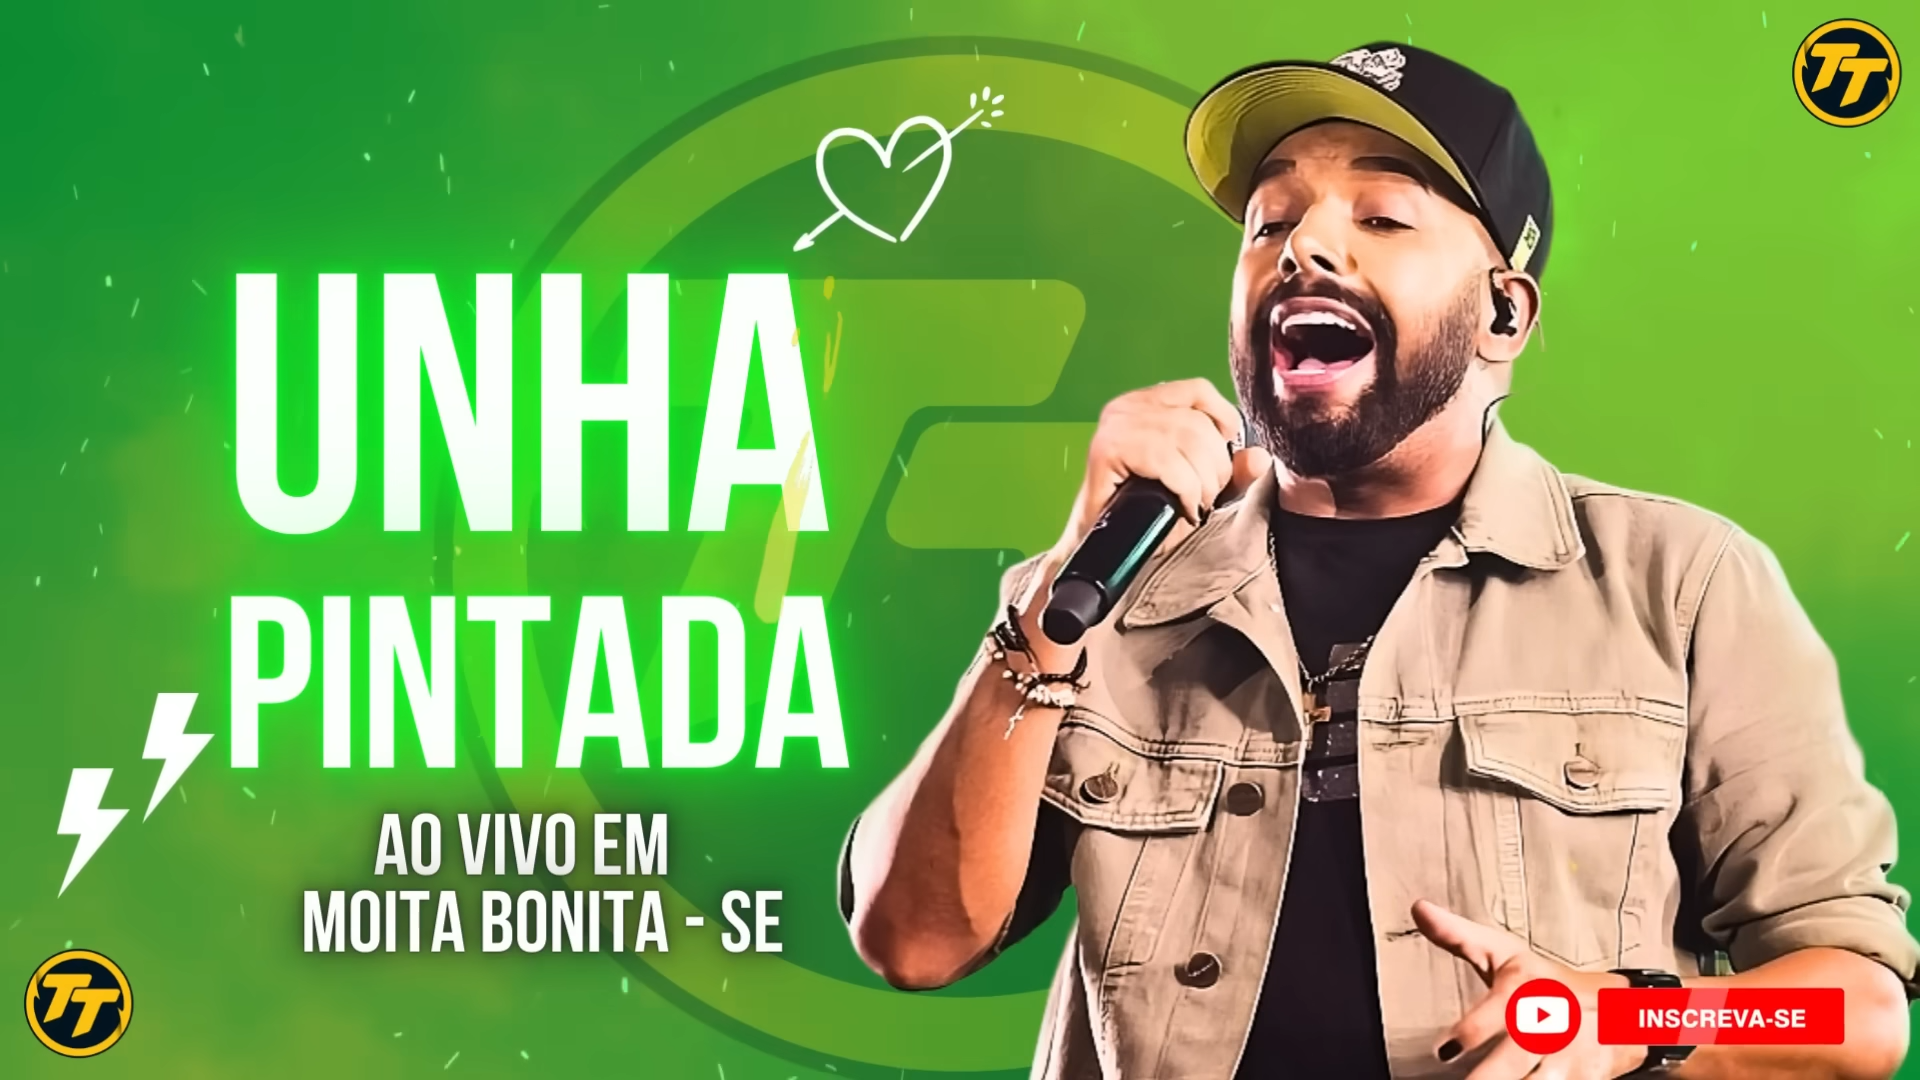 TT
UNHA
PINTADA
AO VIVO EM
MOITA BONITA - SE
TT
INSCREVA-SE